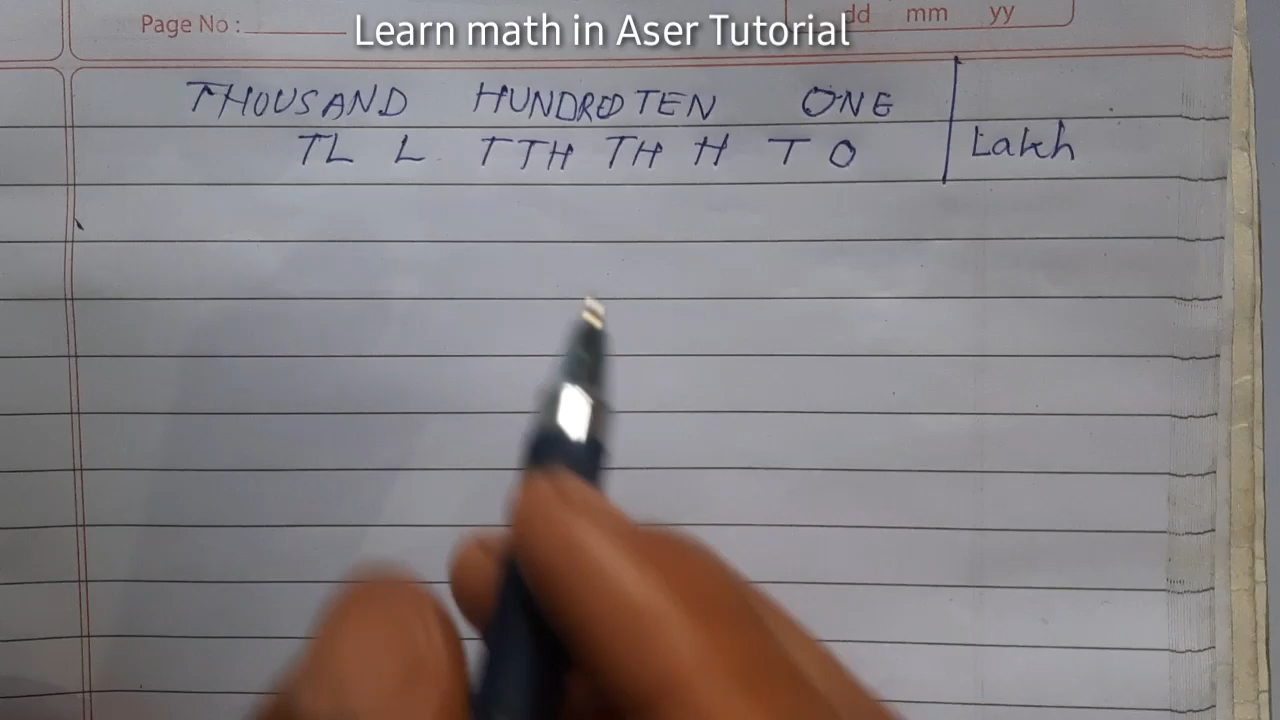 Page No :
Learn math in Aser Tutorial
dd mm yy
THOUSAND HUNDRED TEN ONE
TL L TTH TH H T O Lakh